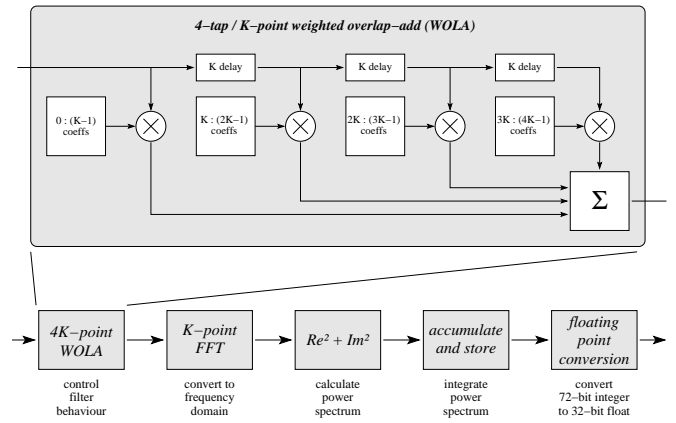 4−tap / K−point weighted overlap−add (WOLA)
K delay
K delay
K delay
0 : (K−1)
coeffs
K : (2K−1)
coeffs
2K : (3K−1)
coeffs
3K : (4K−1)
coeffs
Σ
4K−point
WOLA
K−point
FFT
Re² + Im²
accumulate
and store
floating
point
conversion
control
filter
behaviour
convert to
frequency
domain
calculate
power
spectrum
integrate
power
spectrum
convert
72−bit integer
to 32−bit float